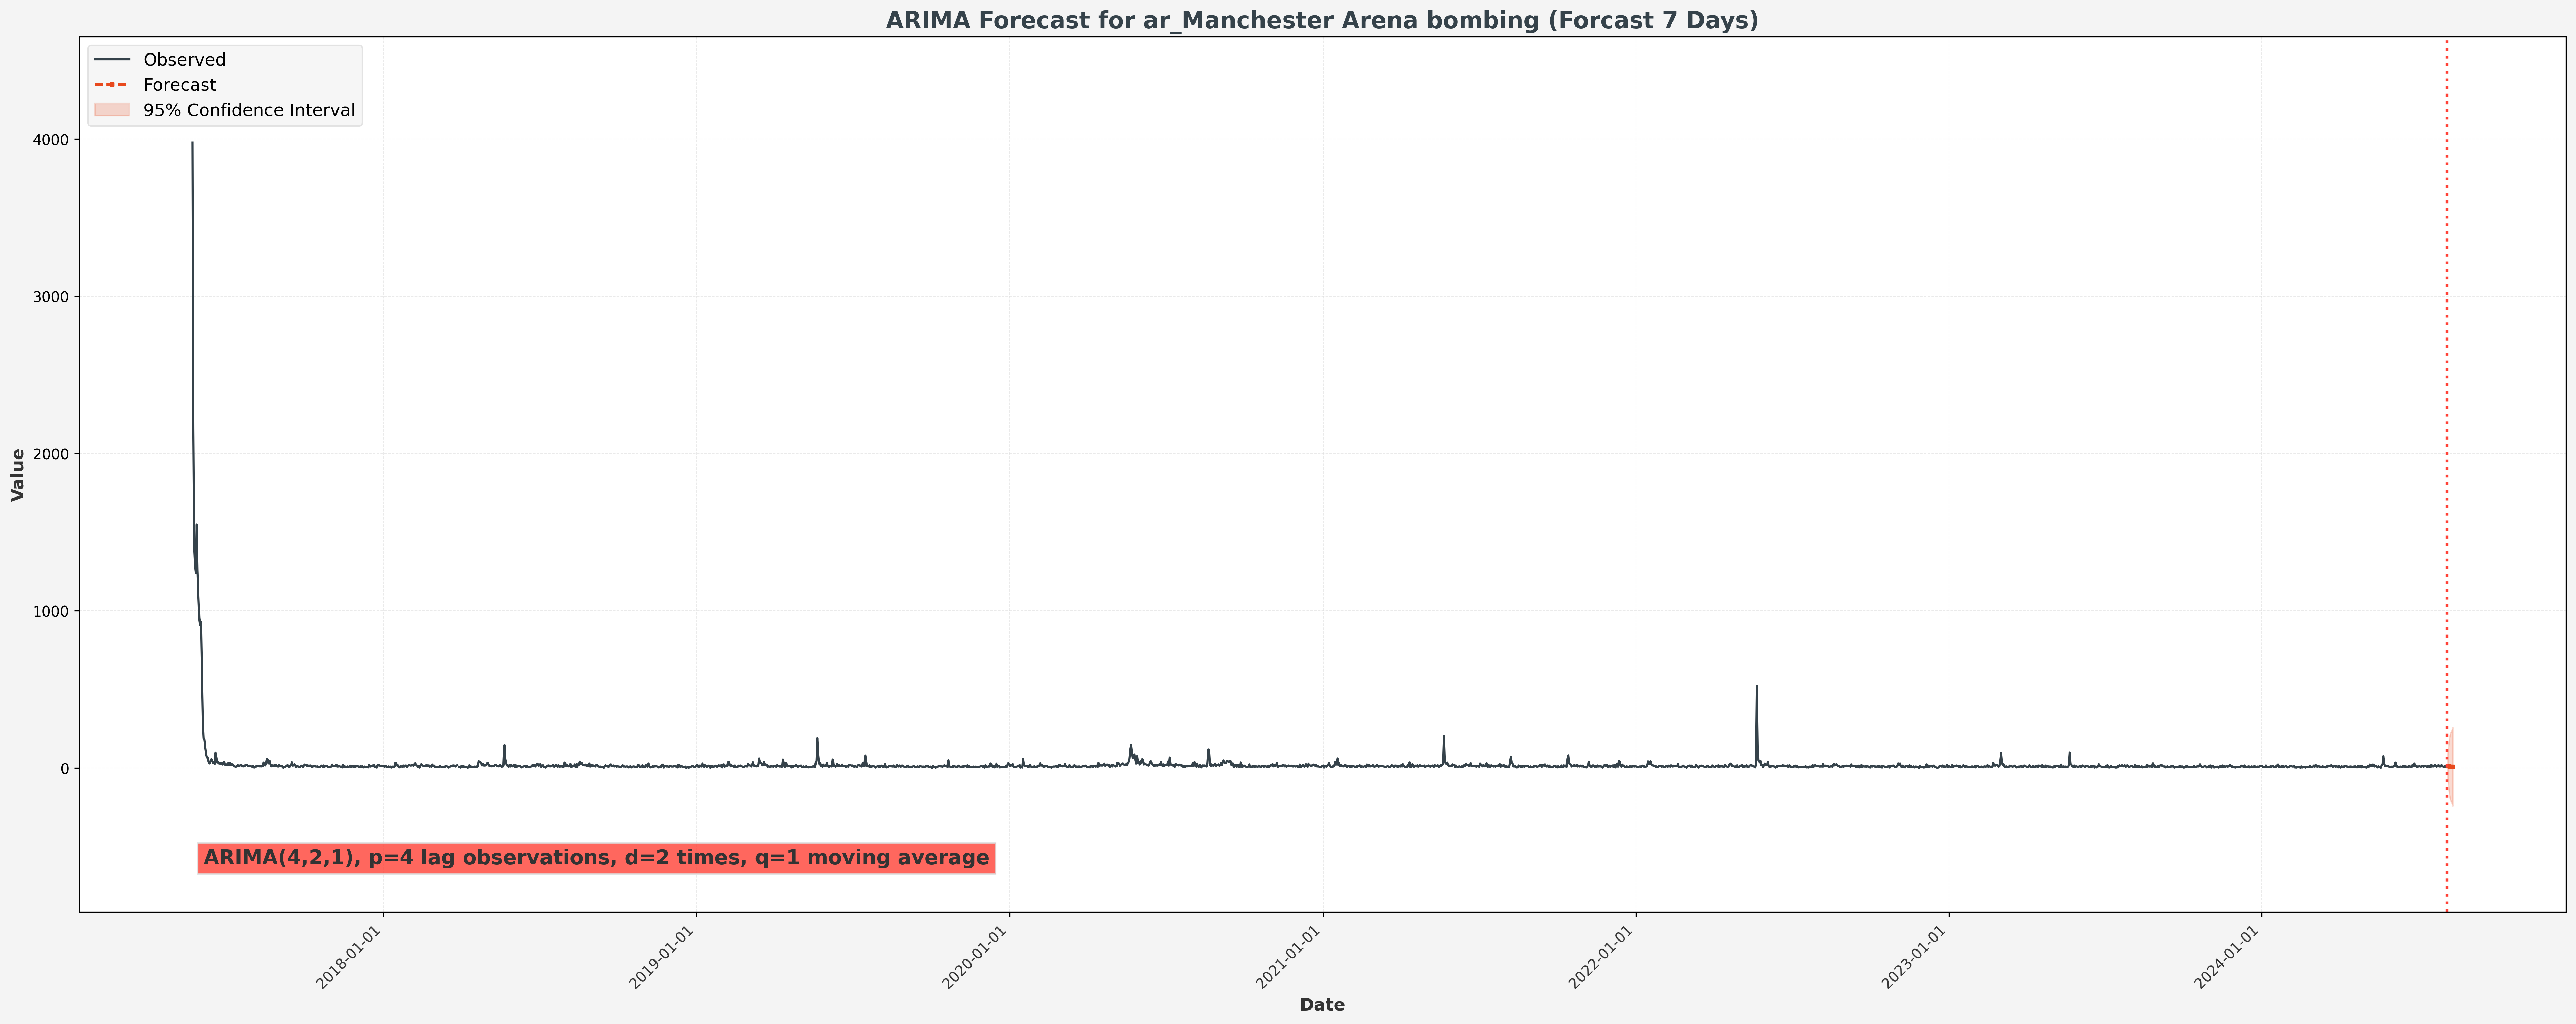 ARIMA Forecast for ar_Manchester Arena bombing (Forcast 7 Days)
Observed
Forecast
95% Confidence Interval
4000
3000
2000
1000
0
Value
ARIMA(4,2,1), p=4 lag observations, d=2 times, q=1 moving average
2018-01-01
2019-01-01
2020-01-01
2021-01-01
2022-01-01
2023-01-01
2024-01-01
Date